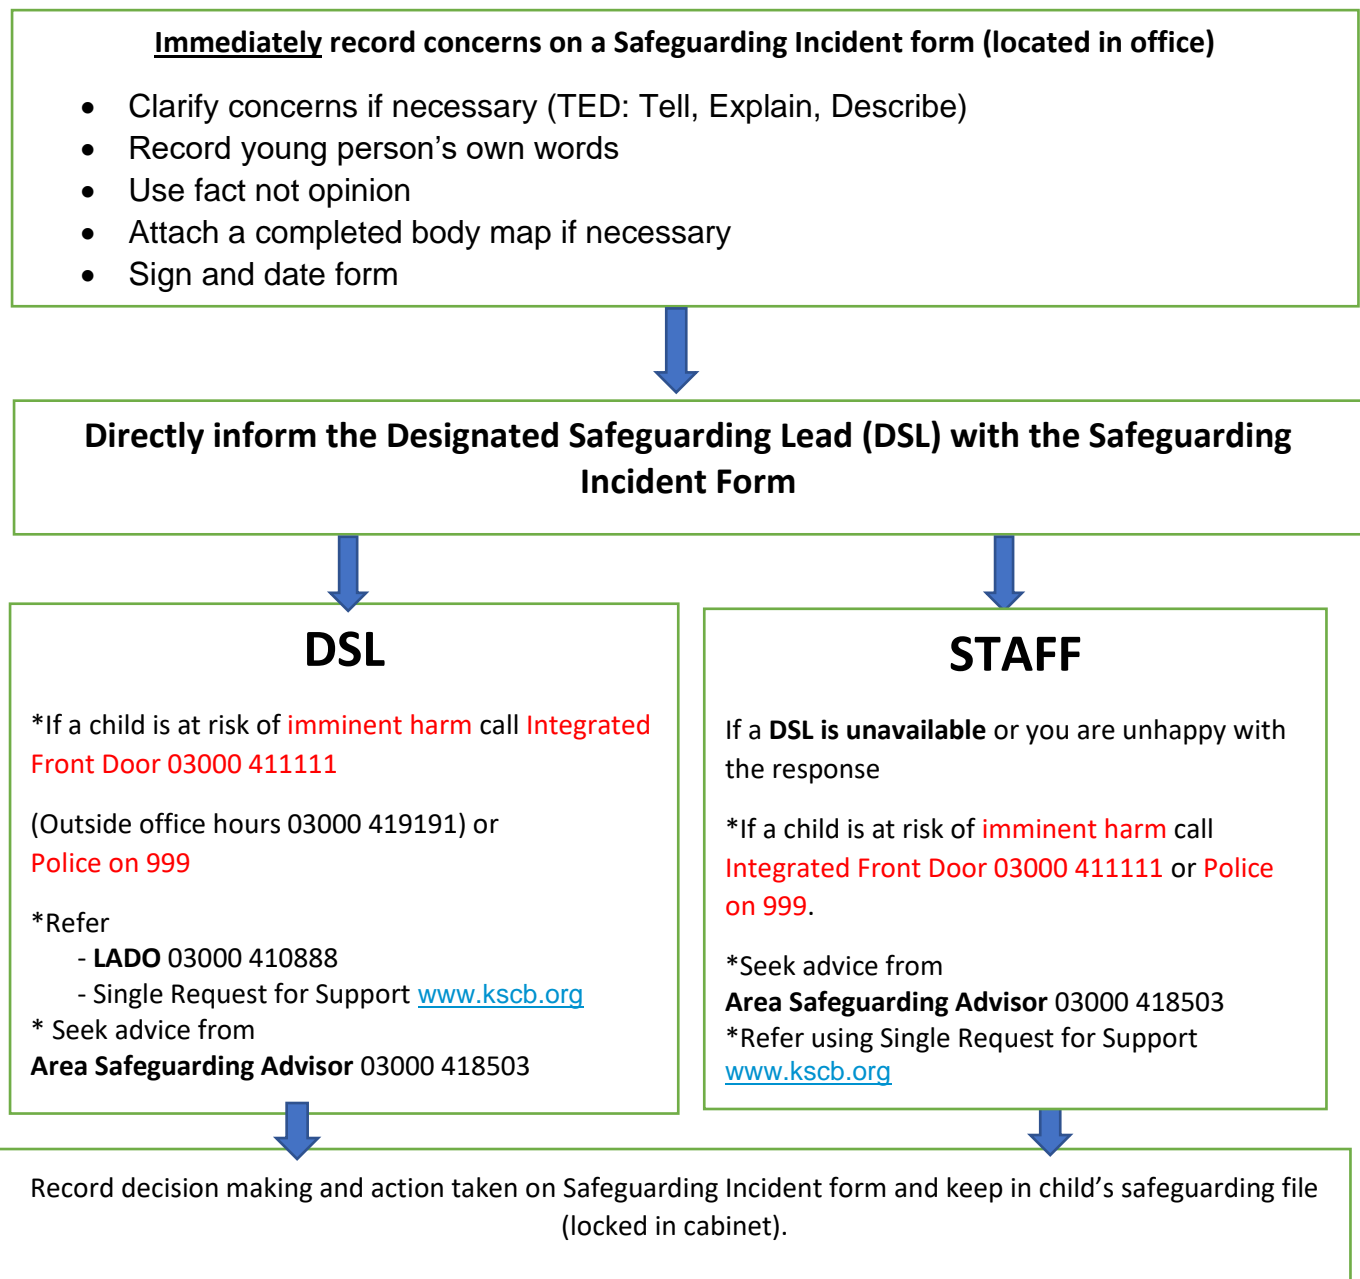 Immediately record concerns on a Safeguarding Incident form (located in office)
• Clarify concerns if necessary (TED: Tell, Explain, Describe)
• Record young person’s own words
• Use fact not opinion
• Attach a completed body map if necessary
• Sign and date form
Directly inform the Designated Safeguarding Lead (DSL) with the Safeguarding
Incident Form
DSL
*If a child is at risk of imminent harm call Integrated
Front Door 03000 411111
(Outside office hours 03000 419191) or
Police on 999
*Refer
- LADO 03000 410888
- Single Request for Support www.kscb.org
* Seek advice from
Area Safeguarding Advisor 03000 418503
STAFF
If a DSL is unavailable or you are unhappy with
the response
*If a child is at risk of imminent harm call
Integrated Front Door 03000 411111 or Police
on 999.
*Seek advice from
Area Safeguarding Advisor 03000 418503
*Refer using Single Request for Support
www.kscb.org
Record decision making and action taken on Safeguarding Incident form and keep in child’s safeguarding file
(locked in cabinet).